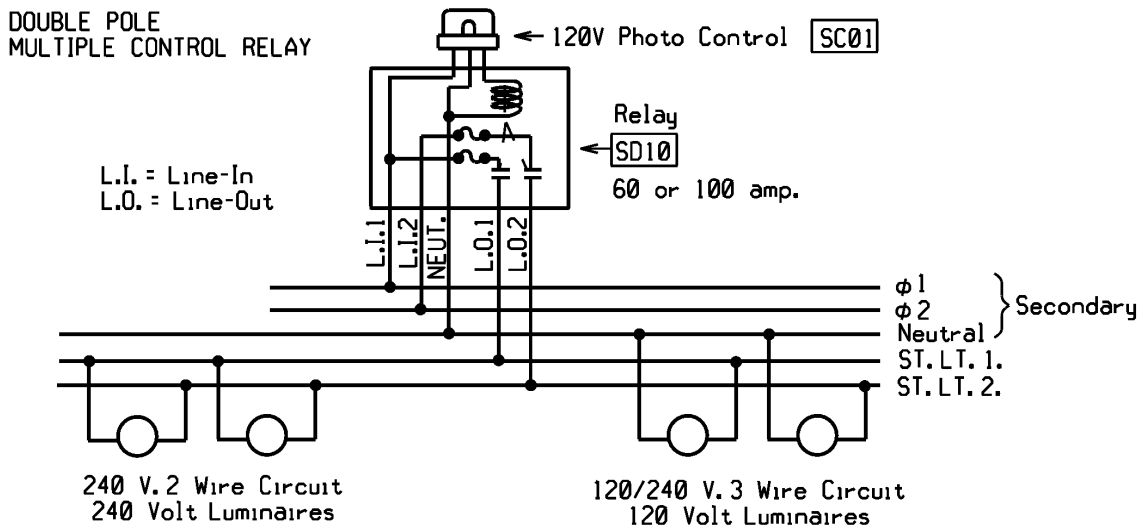 DOUBLE POLE
MULTIPLE CONTROL RELAY
120V Photo Control SC01
Relay
SD10
60 or 100 amp.
L.I. = Line-In
L.O. = Line-Out
L.I.1
L.I.2
NEUT.
L.O.1
L.O.2
ϕ1
ϕ2
Secondary
Neutral
ST.LT.1.
ST.LT.2.
240 V.2 Wire Circuit
240 Volt Luminaires
120/240 V.3 Wire Circuit
120 Volt Luminaires